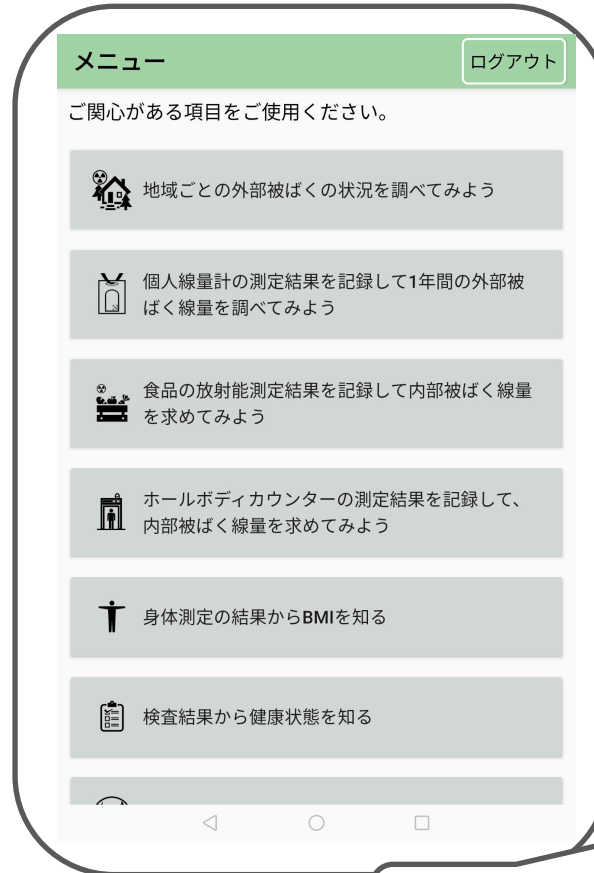 メニュー
ログアウト
ご関心がある項目をご使用ください。
地域ごとの外部被ばくの状況を調べてみよう
個人線量計の測定結果を記録して1年間の外部被
ばく線量を調べてみよう
食品の放射能測定結果を記録して内部被ばく線量
を求めてみよう
ホールボディカウンターの測定結果を記録して、
内部被ばく線量を求めてみよう
身体測定の結果からBMIを知る
検査結果から健康状態を知る